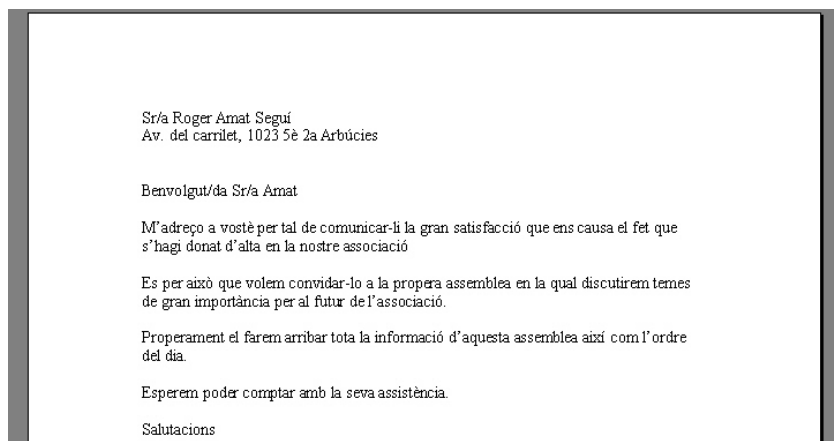 Sr/a Roger Amat Seguí
Av. del carrilet, 1023 5è 2a Arbúcies
Benvolgut/da Sr/a Amat
M'adreço a vostè per tal de comunicar-li la gran satisfacció que ens causa el fet que
s'hagi donat d'alta en la nostre associació
Es per això que volem convidar-lo a la propera assemblea en la qual discutirem temes
de gran importància per al futur de l'associació.
Properament el farem arribar tota la informació d'aquesta assemblea així com l'ordre
del dia.
Esperem poder comptar amb la seva assistència.
Salutacions